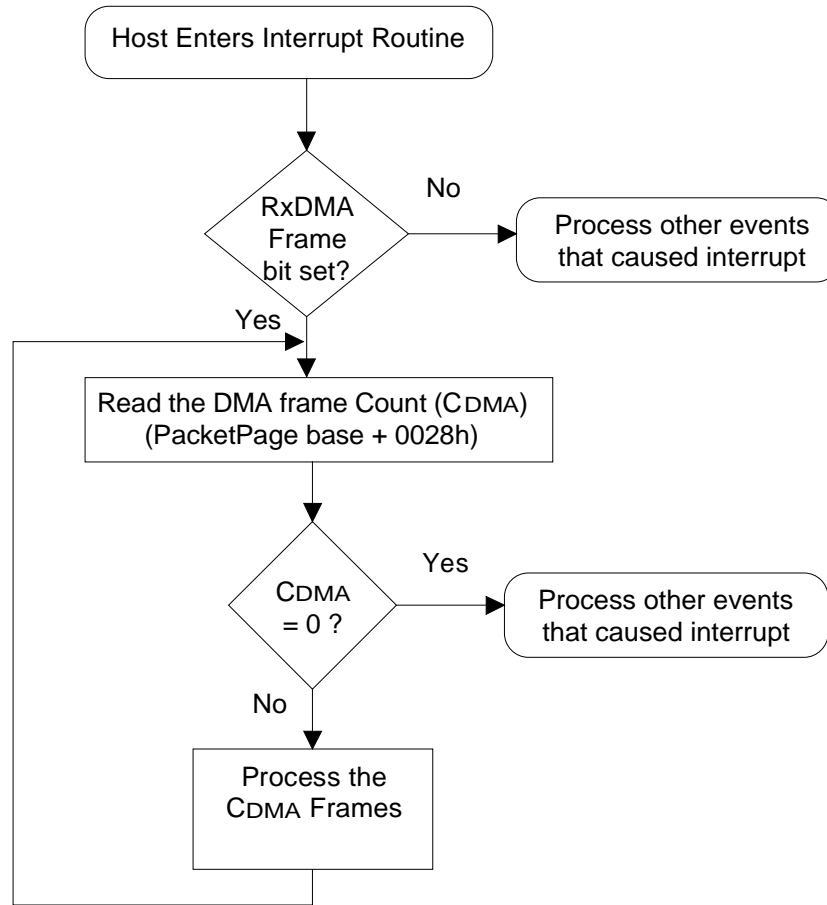 Host Enters Interrupt Routine
RxDMA
Frame
bit set?
No
Process other events
that caused interrupt
Yes
Read the DMA frame Count (CDMA)
(PacketPage base + 0028h)
CDMA
= 0 ?
Yes
Process other events
that caused interrupt
No
Process the
CDMA Frames